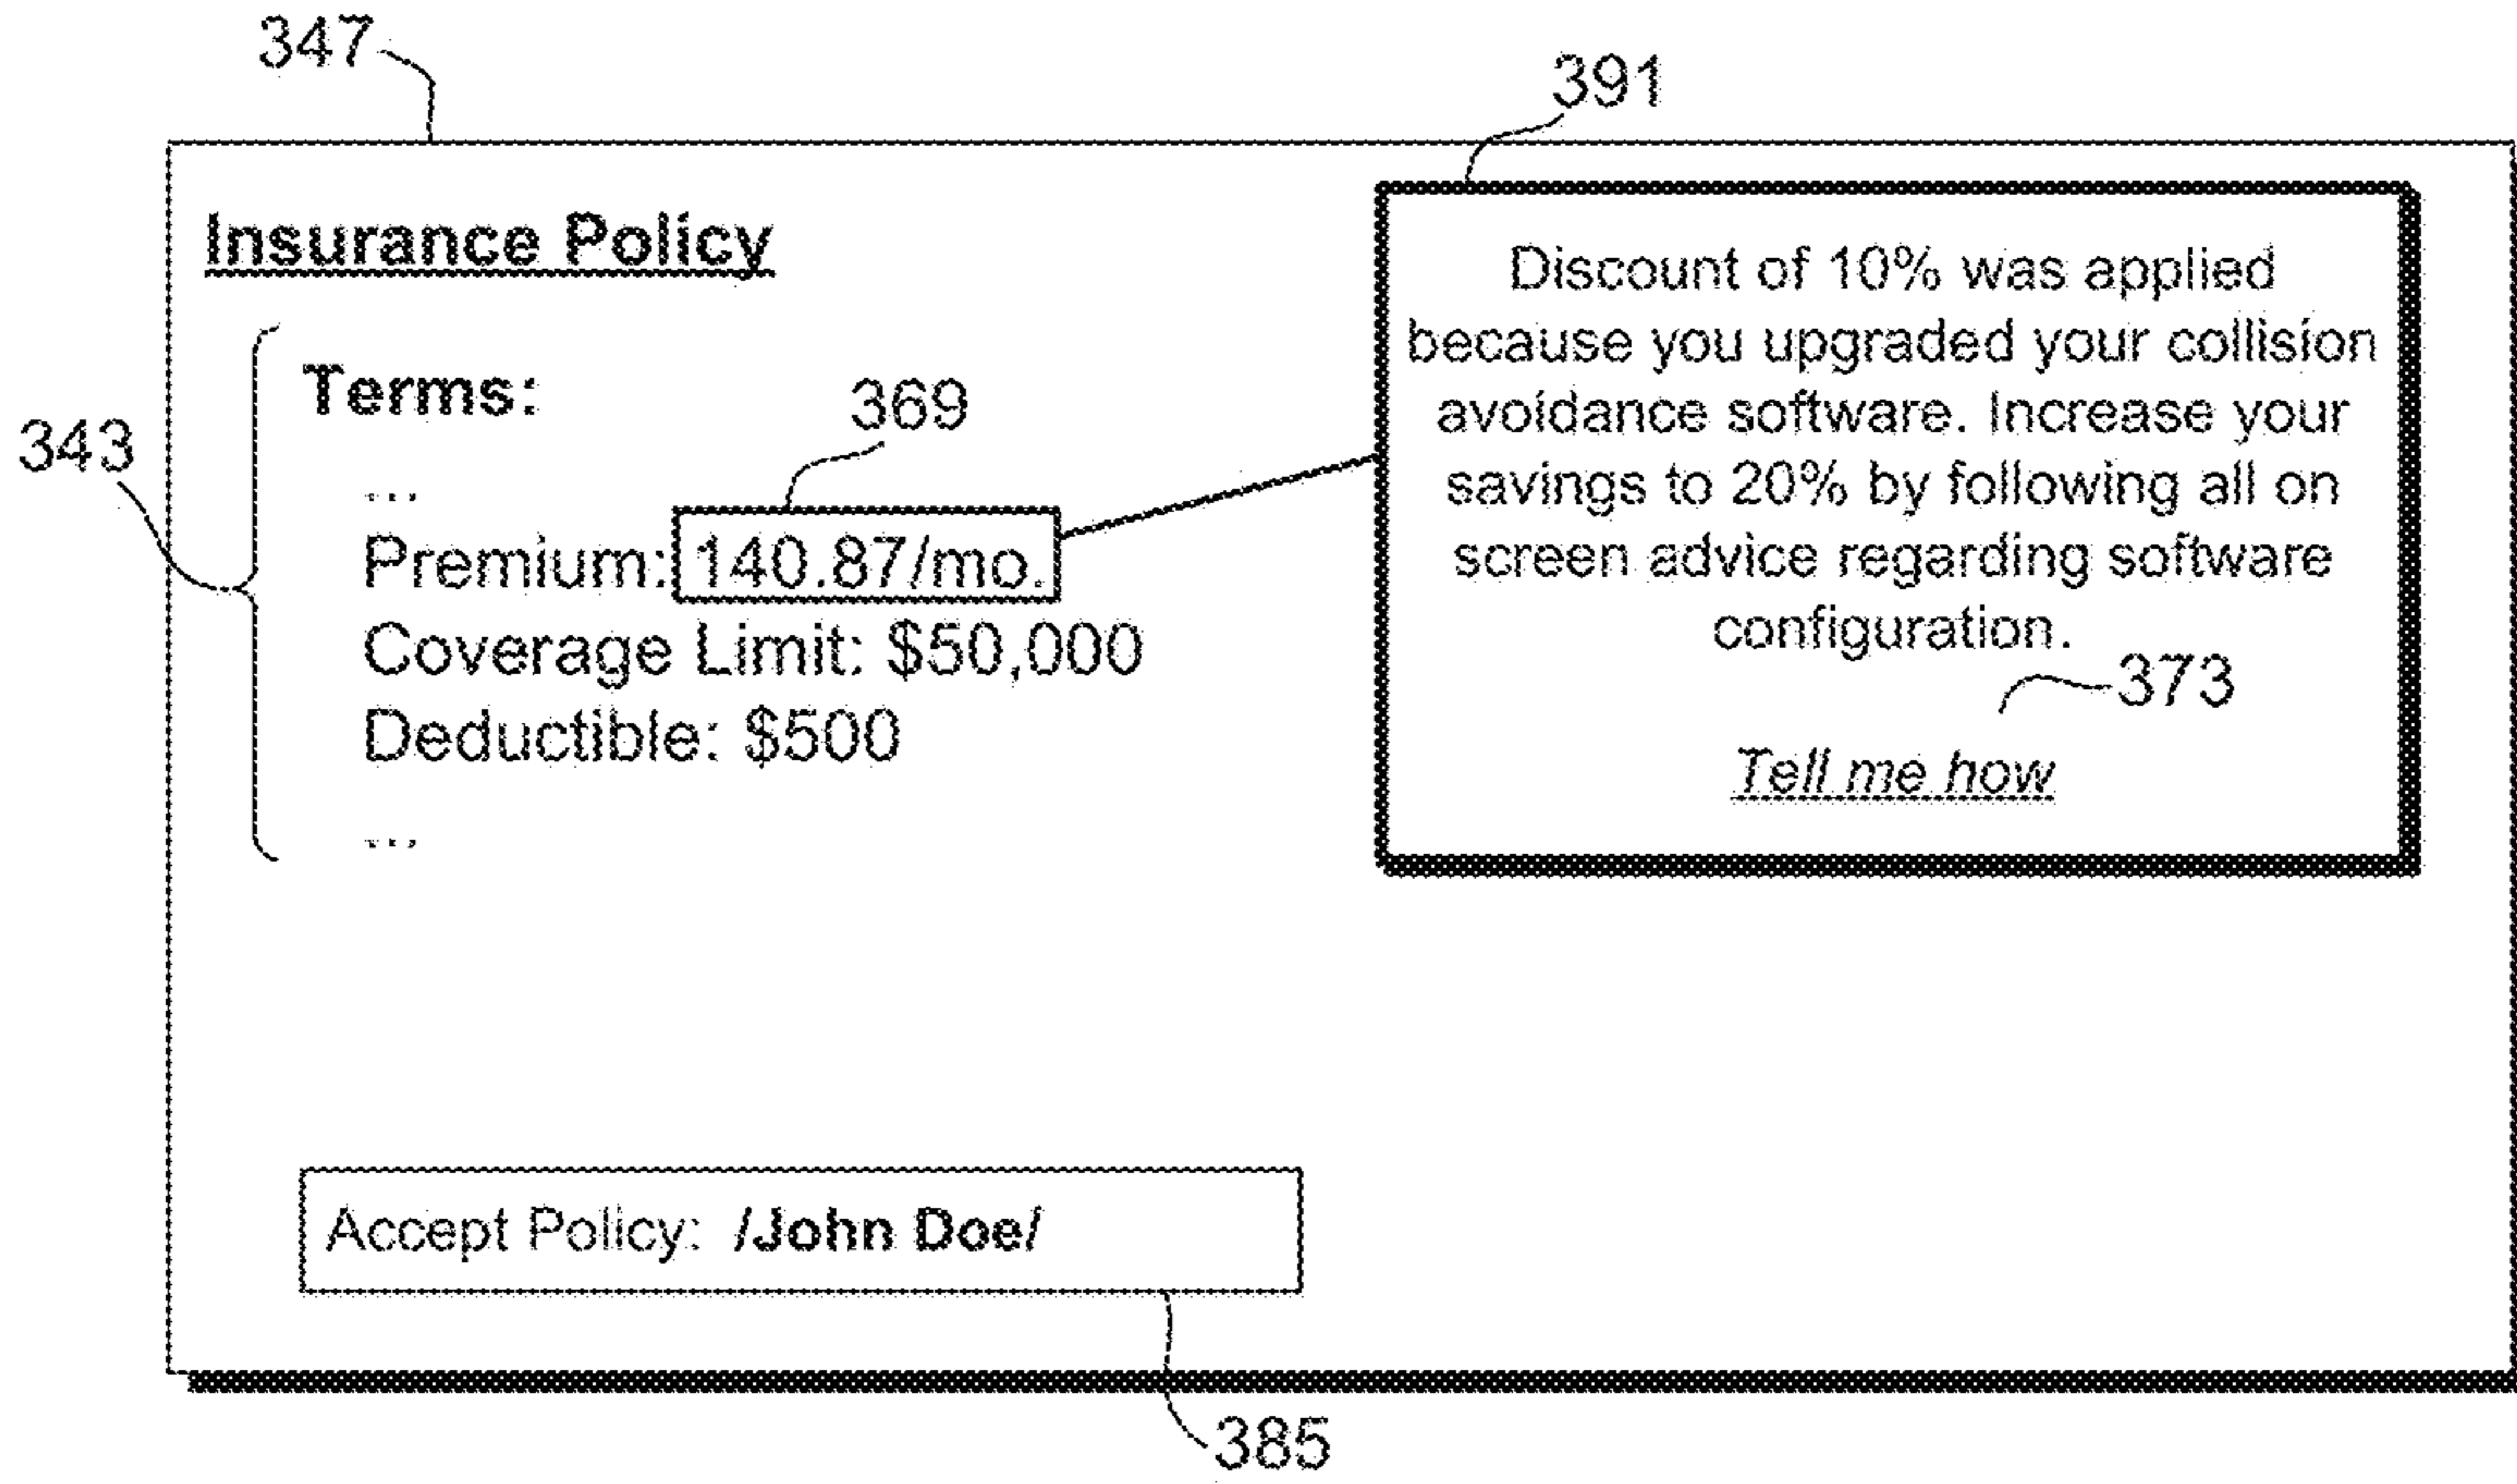 347
391
Insurance Policy
Terms:
343
369
...
Premium: 140.87/mo.
Coverage Limit: $50,000
Deductible: $500
...
Discount of 10% was applied
because you upgraded your collision
avoidance software. Increase your
savings to 20% by following all on
screen advice regarding software
configuration.
373
Tell me how
Accept Policy: /John Doe/
385